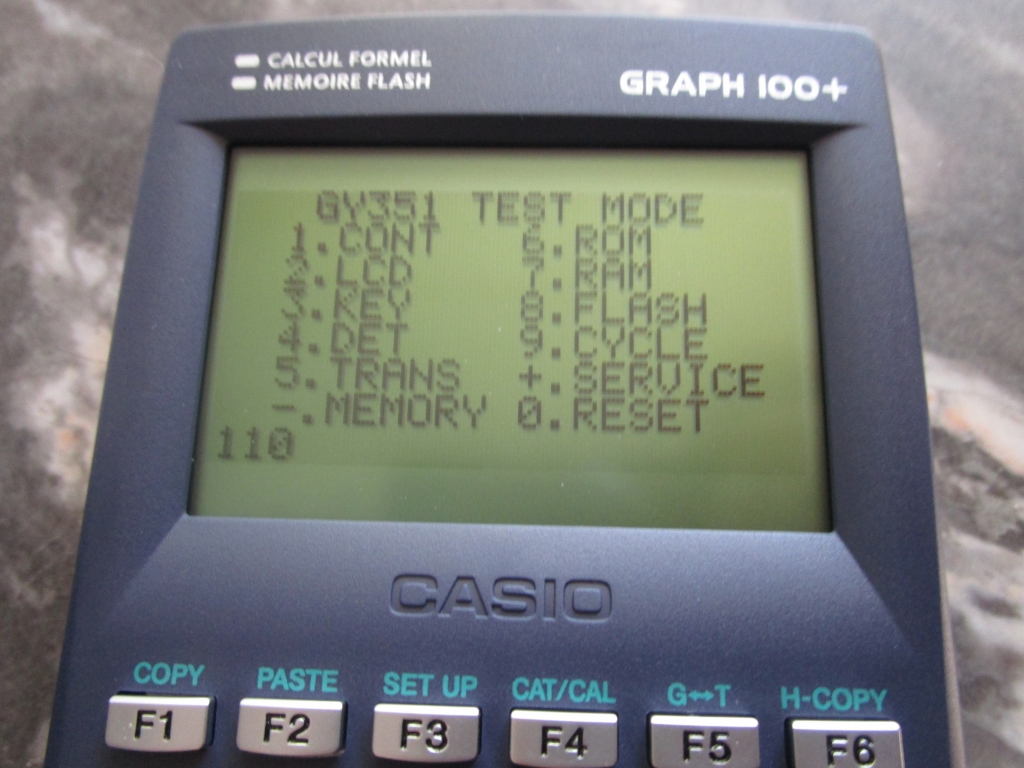 CALCUL FORMEL
MEMOIRE FLASH
GRAPH 100+
GY351 TEST MODE
1.CONT 6.ROM
2.LCD 7.RAM
3.KEY 8.FLASH
4.DET 9.CYCLE
5.TRANS +.SERVICE
-.MEMORY 0.RESET
110
CASIO
COPY PASTE SET UP CAT/CAL G↔T H-COPY
F1 F2 F3 F4 F5 F6